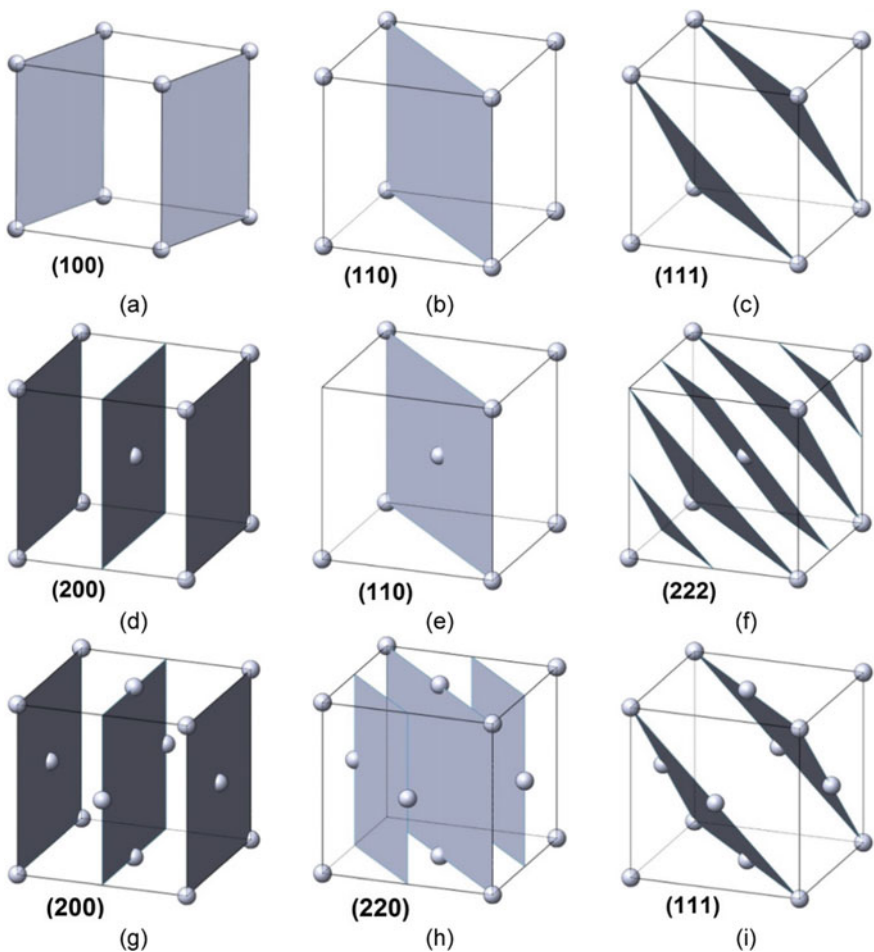 (100)
(110)
(111)
(a)
(b)
(c)
(200)
(110)
(222)
(d)
(e)
(f)
(200)
(220)
(111)
(g)
(h)
(i)